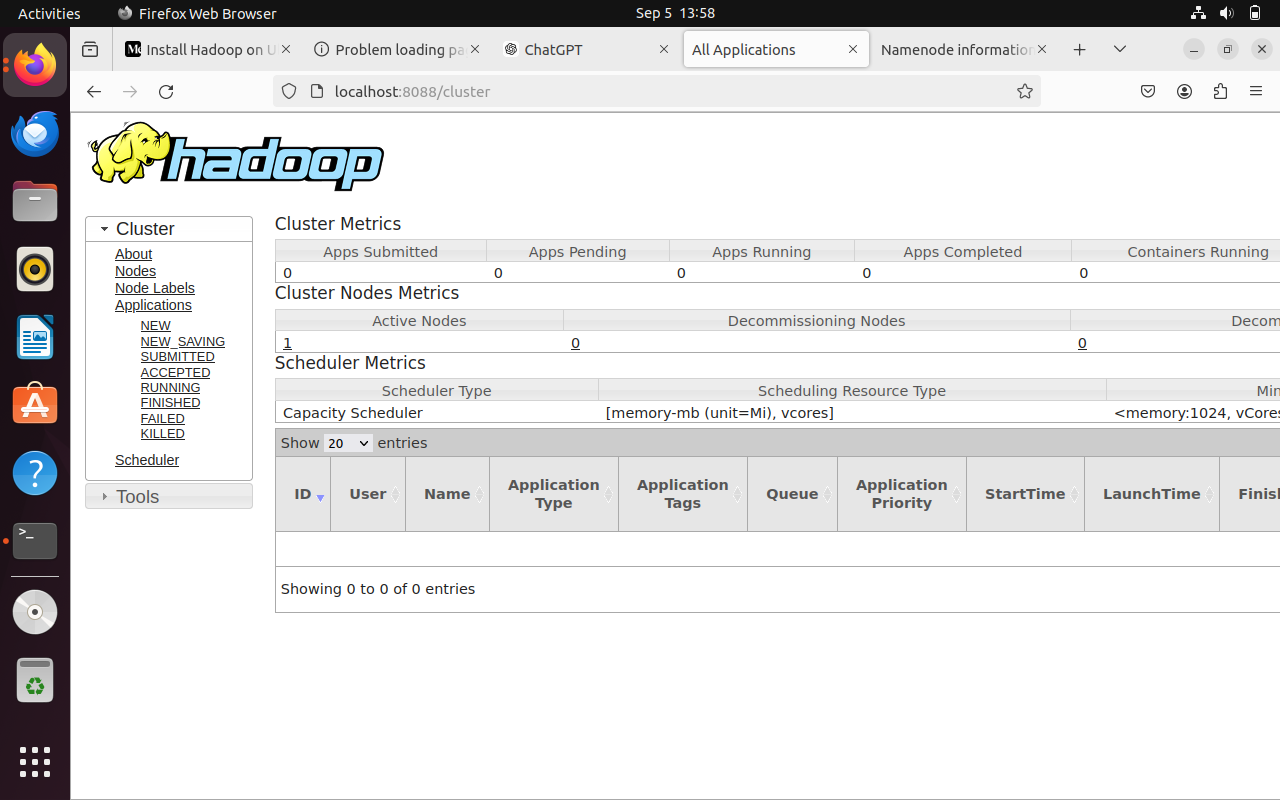 Activities Firefox Web Browser Sep 5 13:58
Install Hadoop on U Problem loading pa ChatGPT All Applications Namenode information
localhost:8088/cluster
hadoop
Cluster
About
Nodes
Node Labels
Applications
NEW
NEW_SAVING
SUBMITTED
ACCEPTED
RUNNING
FINISHED
FAILED
KILLED
Scheduler
Tools
Cluster Metrics
Apps Submitted Apps Pending Apps Running Apps Completed Containers Running
0 0 0 0 0
Cluster Nodes Metrics
Active Nodes Decommissioning Nodes Decom
1 0 0
Scheduler Metrics
Scheduler Type Scheduling Resource Type Min
Capacity Scheduler [memory-mb (unit=Mi), vcores] <memory:1024, vCores
Show 20 entries
ID User Name Application Type Application Tags Queue Application Priority StartTime LaunchTime Finish
Showing 0 to 0 of 0 entries